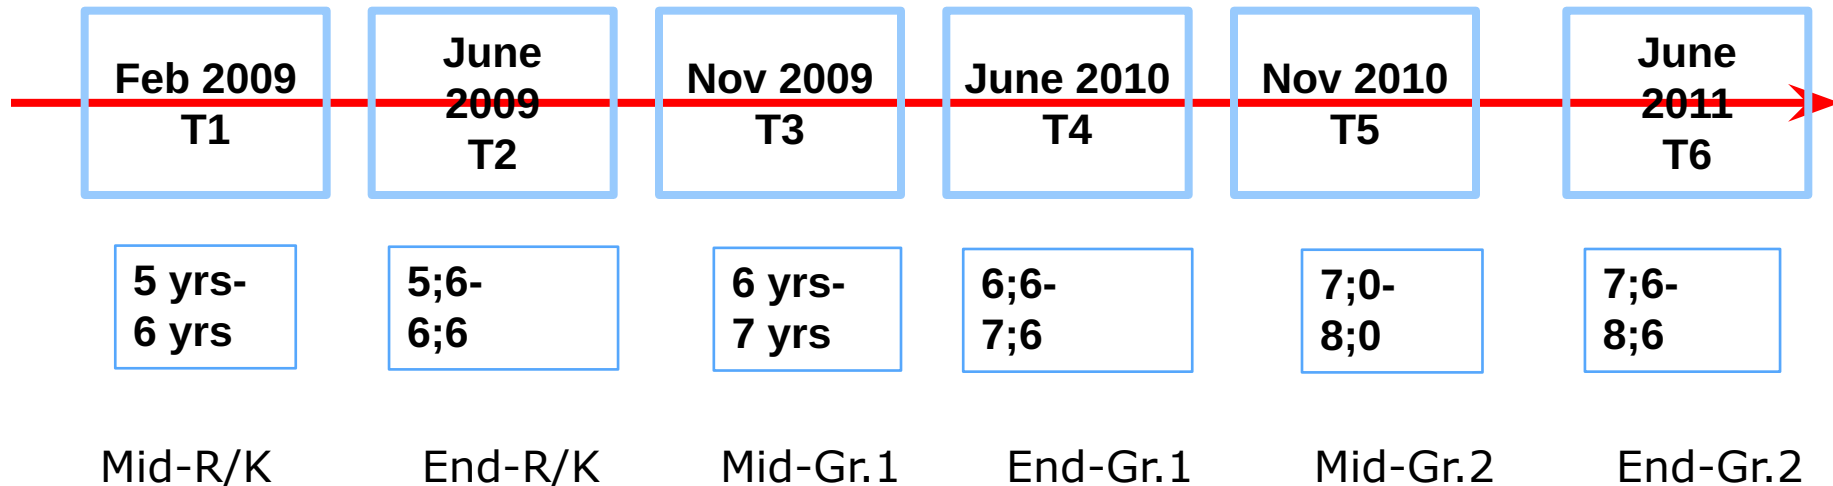 Feb 2009
T1
June
2009
T2
Nov 2009
T3
June 2010
T4
Nov 2010
T5
June
2011
T6
5 yrs-
6 yrs
5;6-
6;6
6 yrs-
7 yrs
6;6-
7;6
7;0-
8;0
7;6-
8;6
Mid-R/K
End-R/K
Mid-Gr.1
End-Gr.1
Mid-Gr.2
End-Gr.2